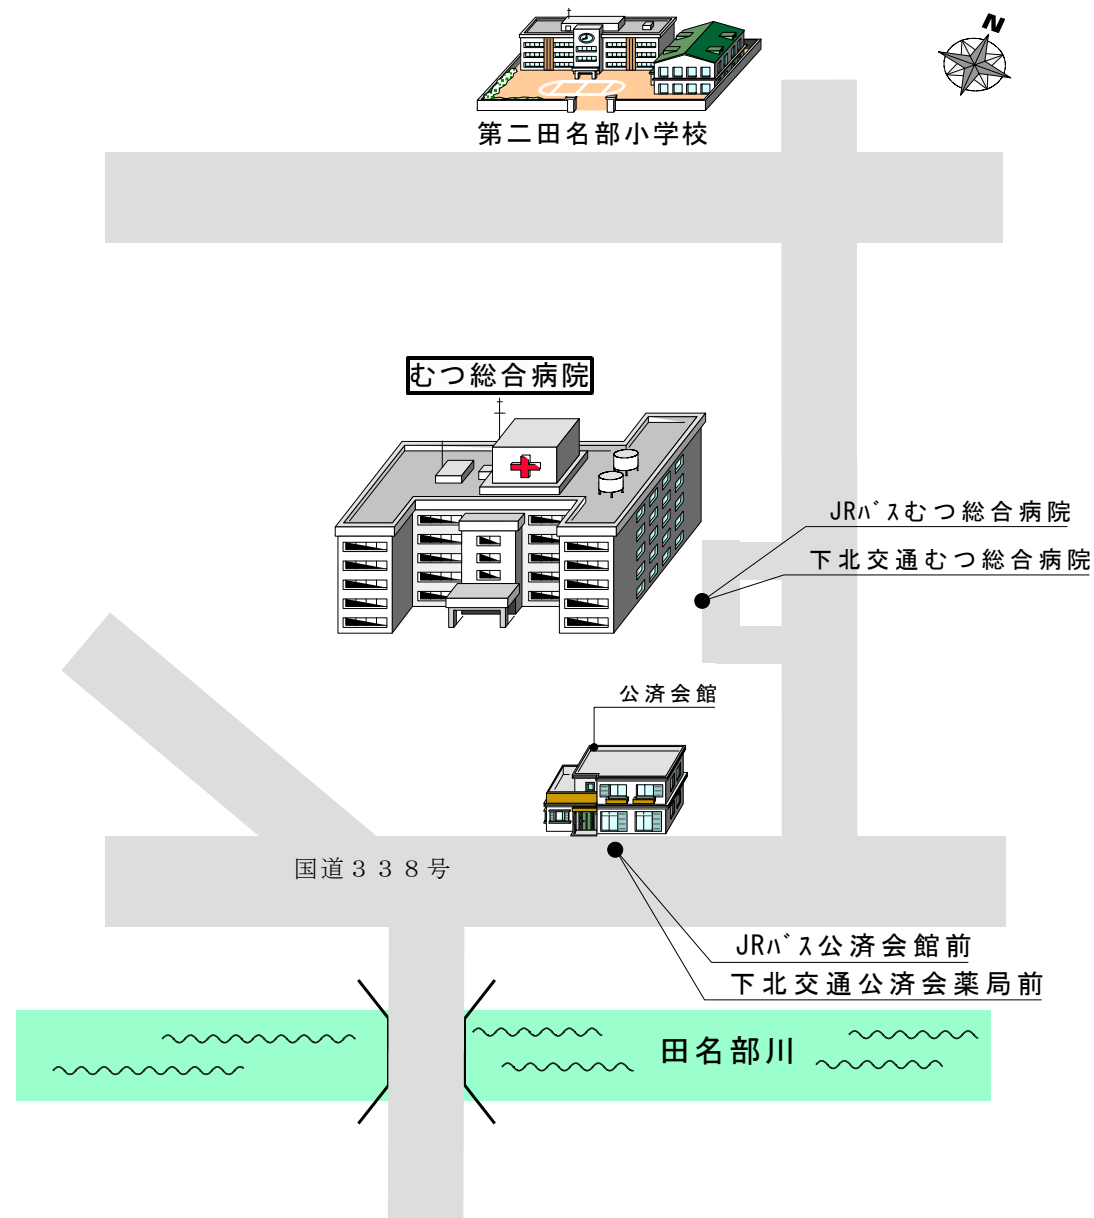 N
第二田名部小学校
むつ総合病院
JRﾊﾞｽむつ総合病院
下北交通むつ総合病院
公済会館
国道３３８号
JRﾊﾞｽ公済会館前
下北交通公済会薬局前
田名部川